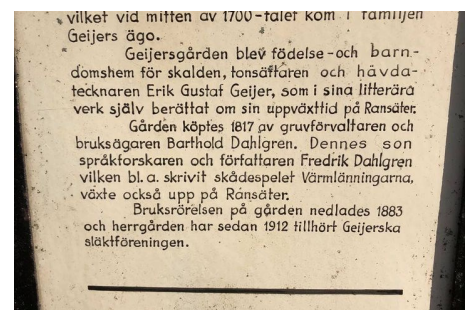 vilket vid mitten av 1700-talet kom i familjen
Geijers ägo.
Geijersgården blev födelse-och barn-
domshem för skalden, tonsättaren och hävda-
tecknaren Erik Gustaf Geijer, som i sina litterära
verk själv berättat om sin uppväxttid på Ransäter.
Gården köptes 1817 av gruvförvaltaren och
bruksägaren Barthold Dahlgren. Dennes son
språkforskaren och författaren Fredrik Dahlgren
vilken bl.a. skrivit skådespelet Värmlänningarna,
växte också upp på Ransäter.
Bruksrörelsen på gården nedlades 1883
och herrgården har sedan 1912 tillhört Geijerska
släktföreningen.